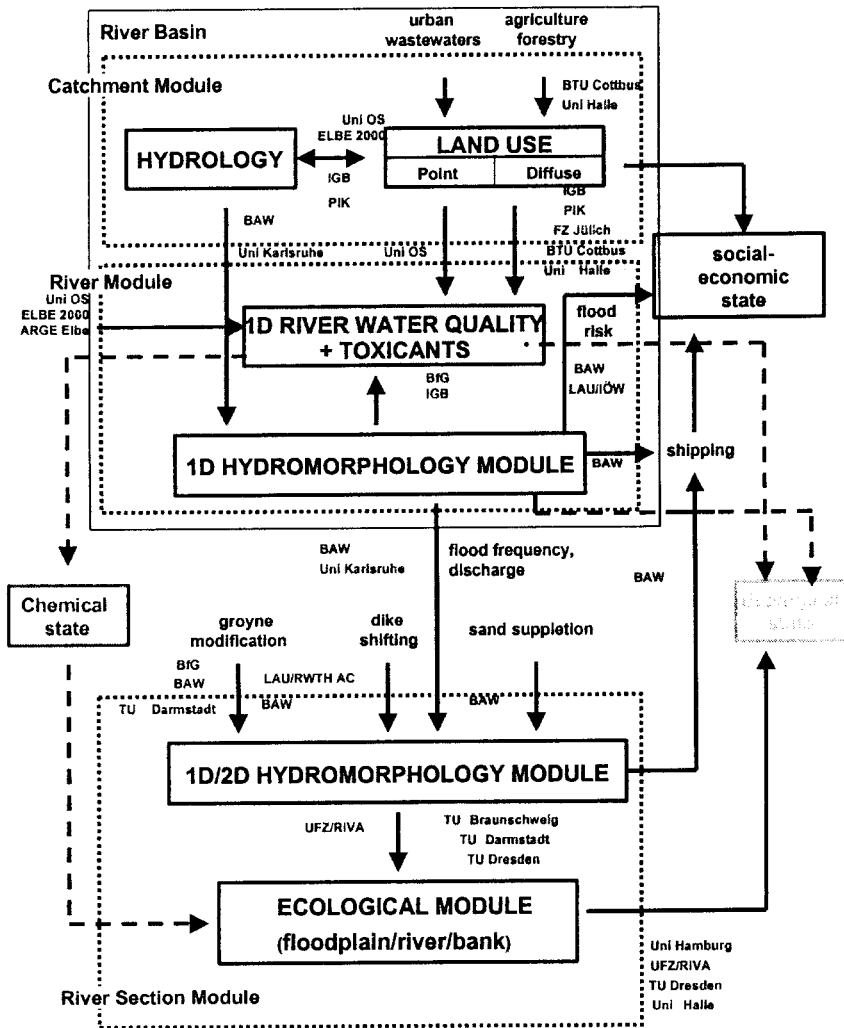 River Basin
urban
wastewaters
agriculture
forestry
Catchment Module
BTU Cottbus
Uni Halle
Uni OS
ELBE 2000
HYDROLOGY
LAND USE
Point
Diffuse
IGB
PIK
IGB
PIK
FZ Jülich
BAW
Uni Karlsruhe
Uni OS
BTU Cottbus
Uni Halle
social-
economic
state
River Module
Uni OS
ELBE 2000
ARGE Elbe
1D RIVER WATER QUALITY
+ TOXICANTS
flood
risk
BfG
IGB
BAW
LAU/IÖW
1D HYDROMORPHOLOGY MODULE
BAW
shipping
BAW
Uni Karlsruhe
flood frequency,
discharge
BAW
Chemical
state
state
groyne
modification
dike
shifting
sand suppletion
BfG
BAW
TU Darmstadt
LAU/RWTH AC
BAW
BAW
1D/2D HYDROMORPHOLOGY MODULE
UFZ/RIVA
TU Braunschweig
TU Darmstadt
TU Dresden
ECOLOGICAL MODULE
(floodplain/river/bank)
Uni Hamburg
UFZ/RIVA
TU Dresden
Uni Halle
River Section Module